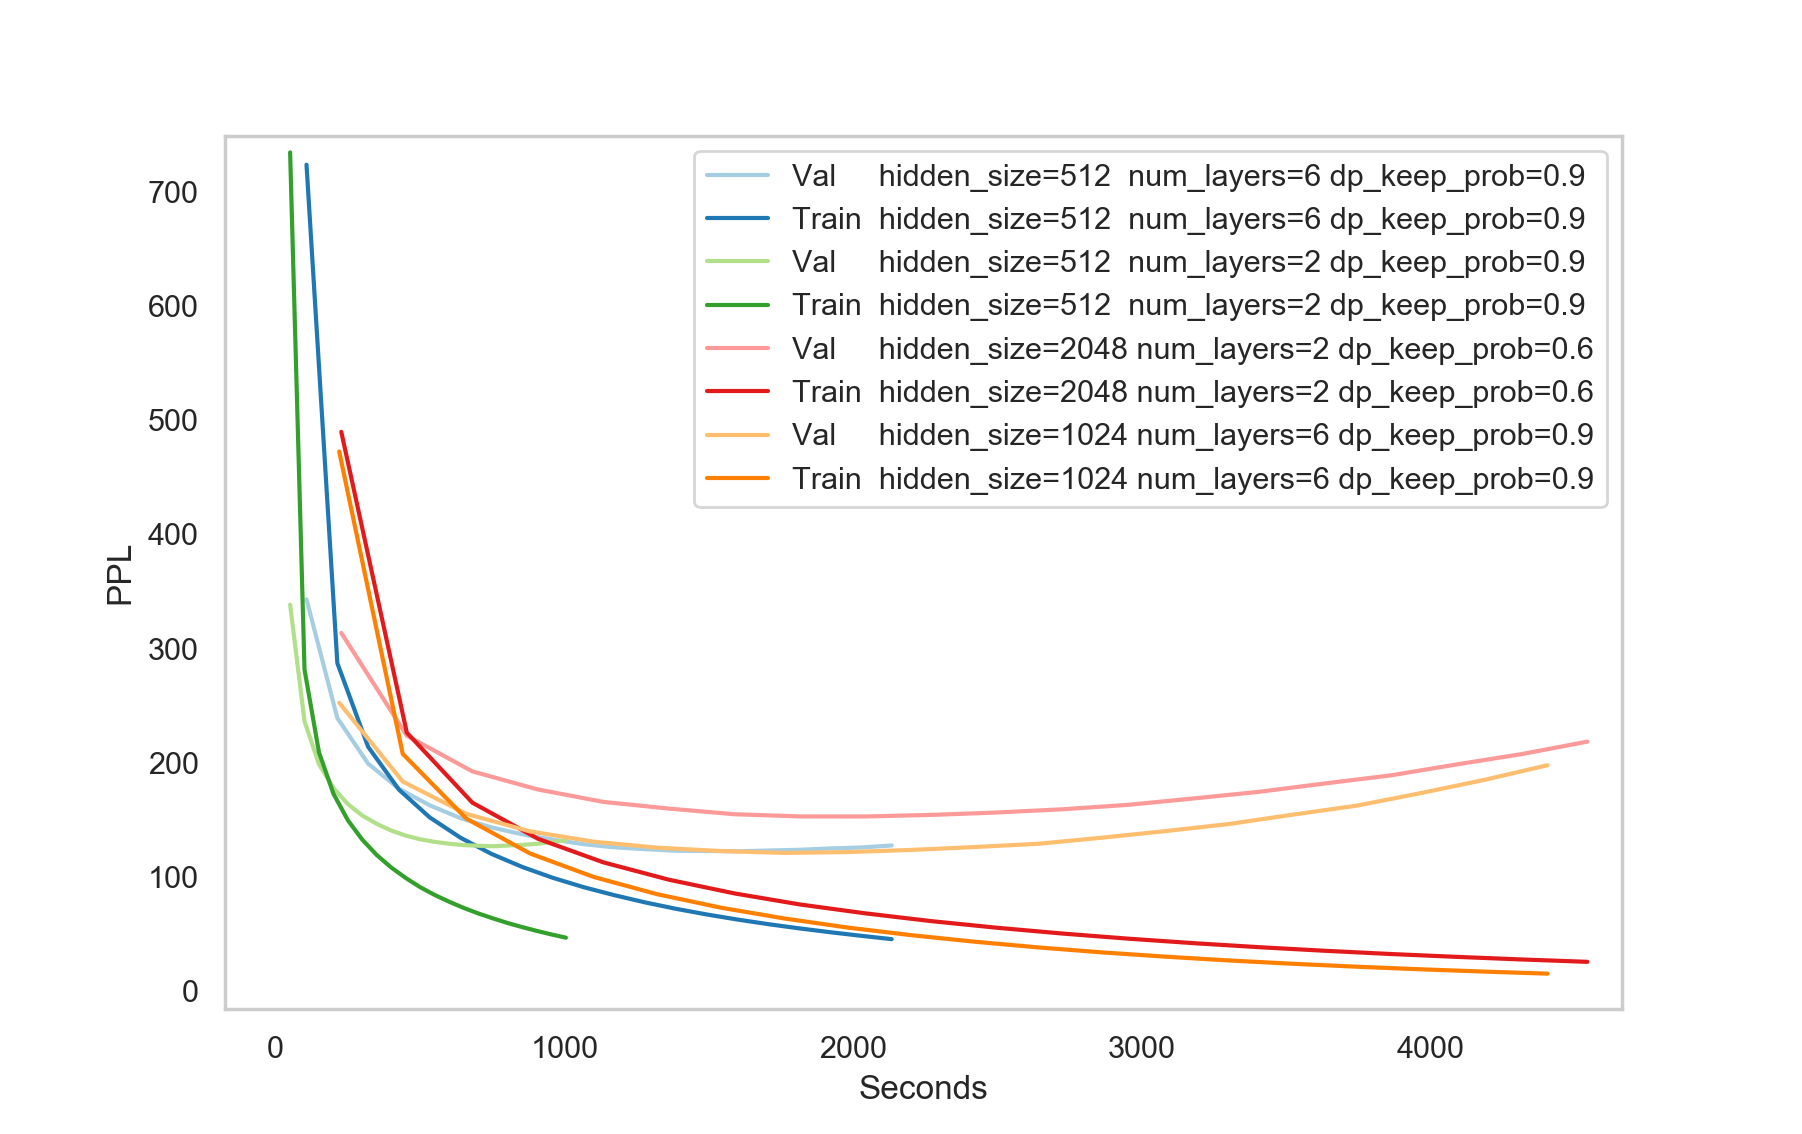 Val hidden_size=512 num_layers=6 dp_keep_prob=0.9
Train hidden_size=512 num_layers=6 dp_keep_prob=0.9
Val hidden_size=512 num_layers=2 dp_keep_prob=0.9
Train hidden_size=512 num_layers=2 dp_keep_prob=0.9
Val hidden_size=2048 num_layers=2 dp_keep_prob=0.6
Train hidden_size=2048 num_layers=2 dp_keep_prob=0.6
Val hidden_size=1024 num_layers=6 dp_keep_prob=0.9
Train hidden_size=1024 num_layers=6 dp_keep_prob=0.9
700
600
500
400
300
200
100
0
PPL
0 1000 2000 3000 4000
Seconds